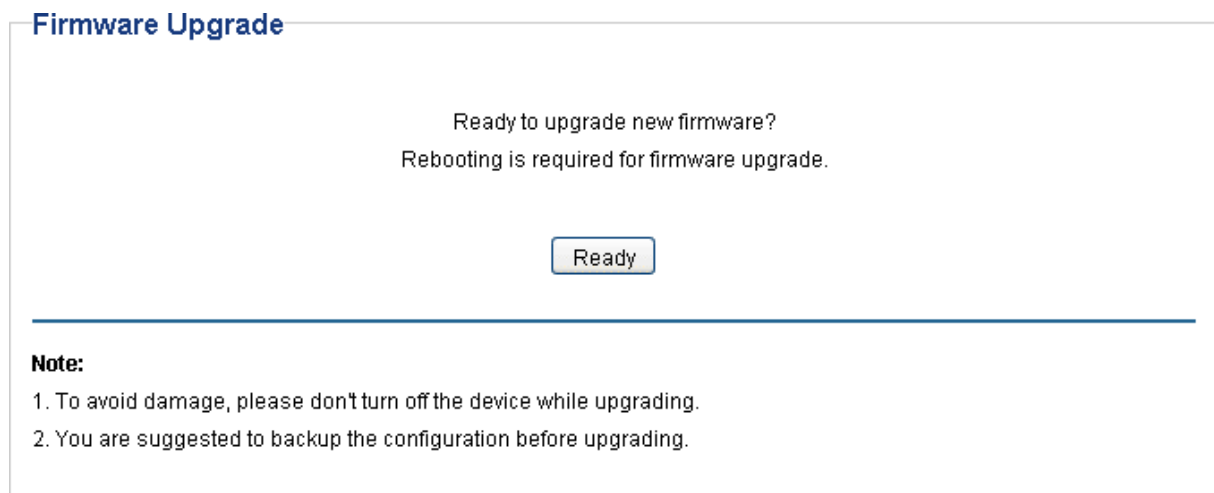 Firmware Upgrade
Ready to upgrade new firmware?
Rebooting is required for firmware upgrade.
Ready
Note:
1. To avoid damage, please don't turn off the device while upgrading.
2. You are suggested to backup the configuration before upgrading.